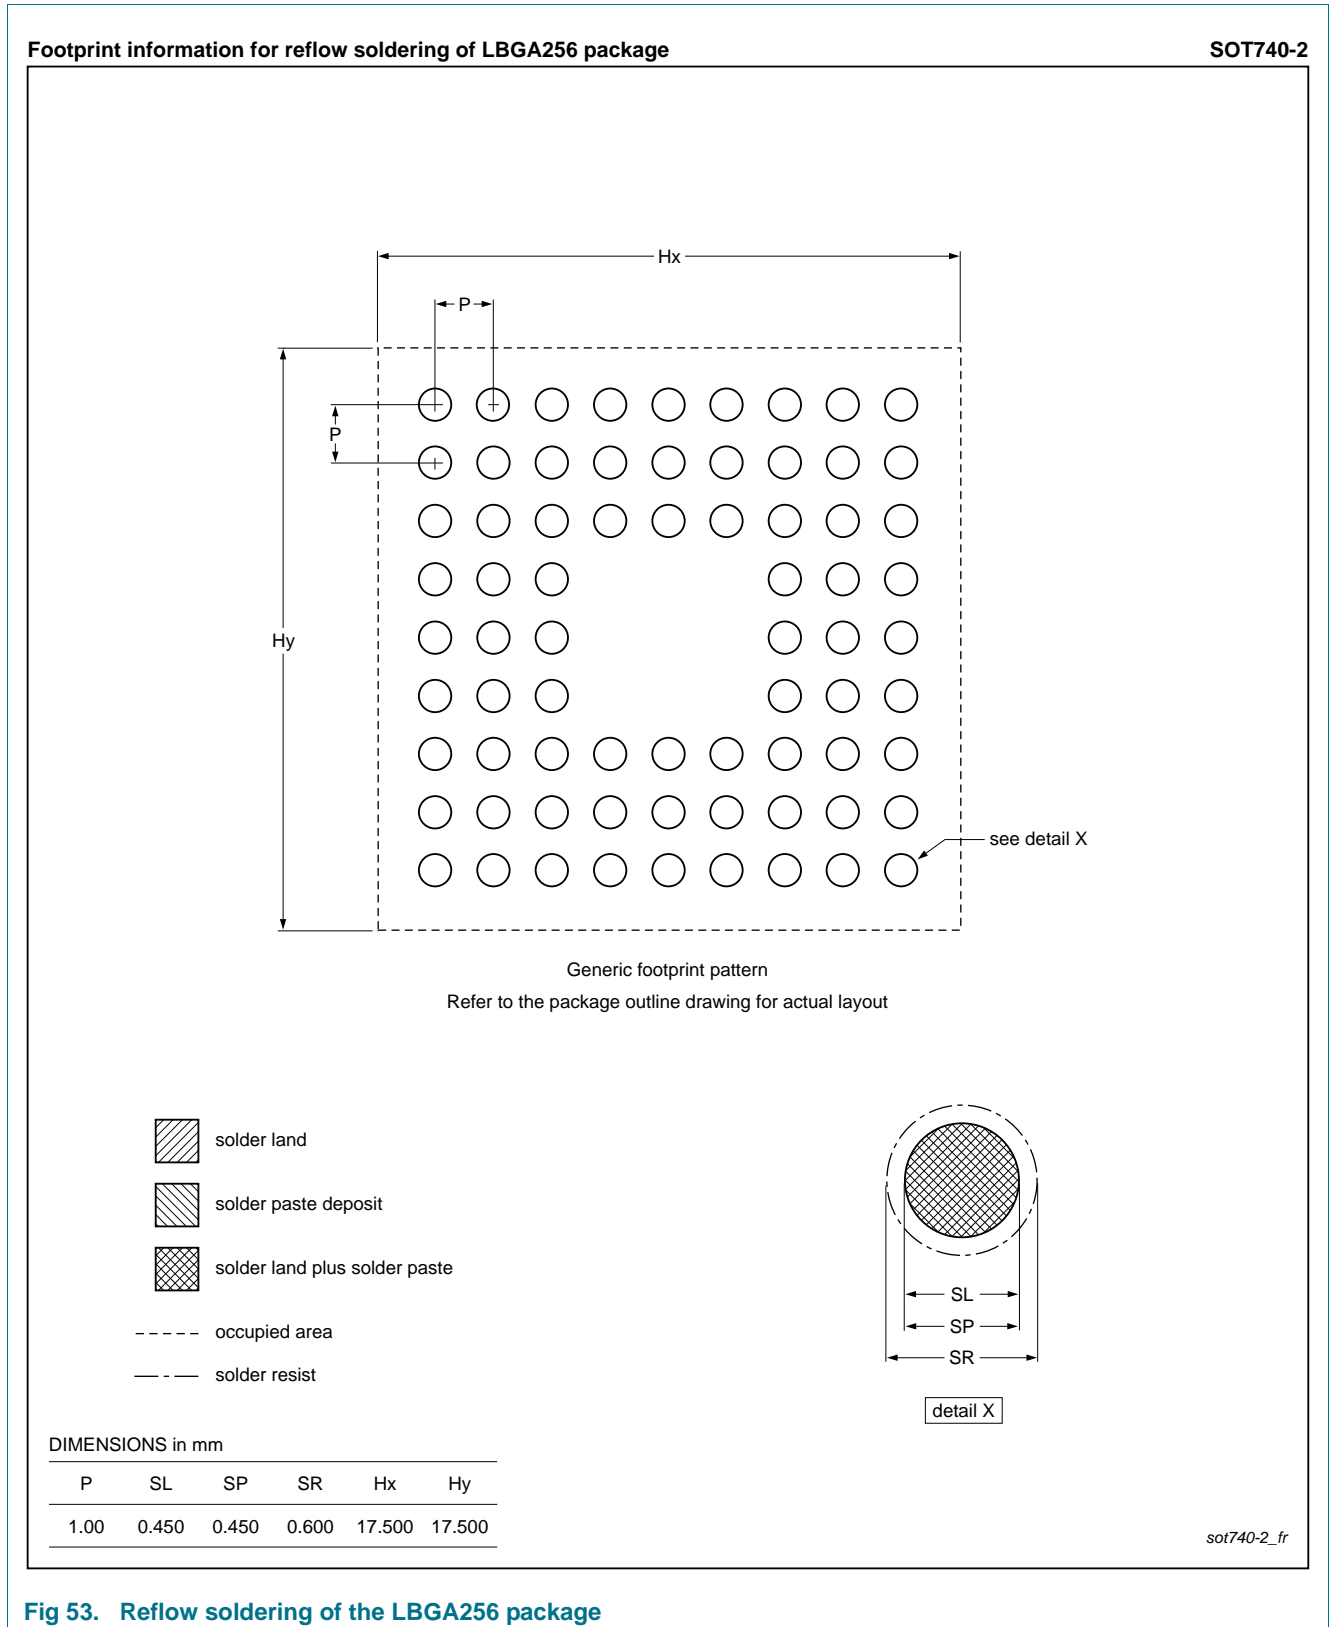 Footprint information for reflow soldering of LBGA256 package SOT740-2
Hx
P
P
Hy
see detail X
Generic footprint pattern
Refer to the package outline drawing for actual layout
solder land
solder paste deposit
solder land plus solder paste
occupied area
solder resist
SL
SP
SR
detail X
DIMENSIONS in mm
P SL SP SR Hx Hy
1.00 0.450 0.450 0.600 17.500 17.500
sot740-2_fr
Fig 53. Reflow soldering of the LBGA256 package